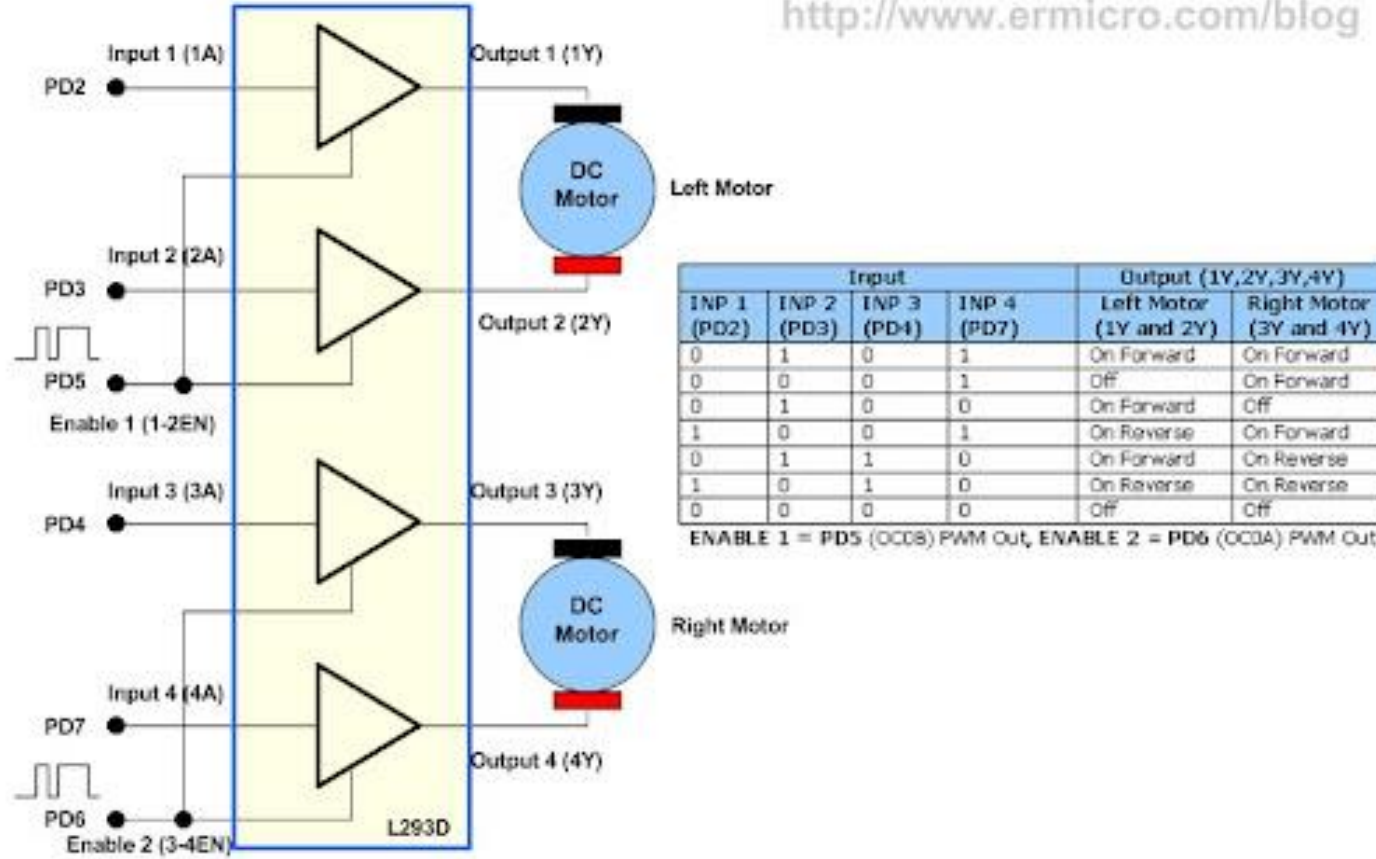 http://www.ermicro.com/blog
Input 1 (1A)
Output 1 (1Y)
PD2
DC
Motor
Left Motor
Input 2 (2A)
PD3
Output 2 (2Y)
PD5
Enable 1 (1-2EN)
Input 3 (3A)
Output 3 (3Y)
PD4
DC
Motor
Right Motor
Input 4 (4A)
PD7
Output 4 (4Y)
PD6
L293D
Enable 2 (3-4EN)
Input Output (1Y,2Y,3Y,4Y)
INP 1 INP 2 INP 3 INP 4 Left Motor Right Motor
(PD2) (PD3) (PD4) (PD7) (1Y and 2Y) (3Y and 4Y)
0 1 0 1 On Forward On Forward
0 0 0 1 Off On Forward
0 1 0 0 On Forward Off
1 0 0 1 On Reverse On Forward
0 1 1 0 On Forward On Reverse
1 0 1 0 On Reverse On Reverse
0 0 0 0 Off Off
ENABLE 1 = PD5 (OC0B) PWM Out, ENABLE 2 = PD6 (OC0A) PWM Out